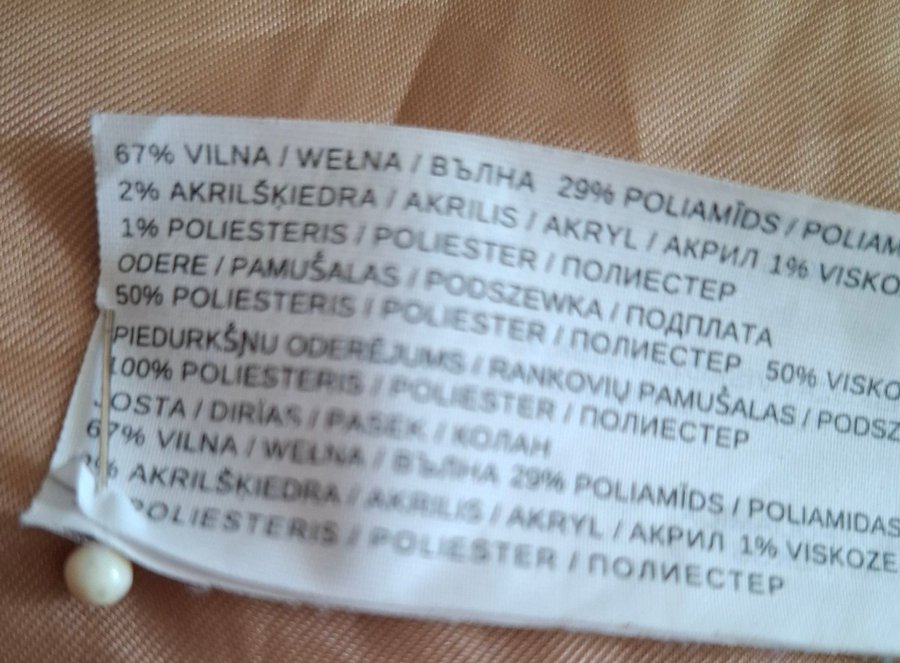 67% VILNA / WEŁNA / ВЪЛНА 29% POLIAMĪDS / POLIAM
2% AKRILŠĶIEDRA / AKRILIS / AKRYL / АКРИЛ 1% VISKO
1% POLIESTERIS / POLIESTER / ПОЛИЕСТЕР
ODERE / PAMUŠALAS / PODSZEWKA / ПОДПЛАТА
50% POLIESTERIS / POLIESTER / ПОЛИЕСТЕР 50% VISKO
PIEDURKŠŅU ODERĒJUMS / RANKOVIŲ PAMUŠALAS / PODSZ
100% POLIESTERIS / POLIESTER / ПОЛИЕСТЕР
JOSTA / DIRŽAS / PASEK / КОЛАН
67% VILNA / WEŁNA / ВЪЛНА 29% POLIAMĪDS / POLIAMIDAS
% AKRILŠĶIEDRA / AKRILIS / AKRYL / АКРИЛ 1% VISKOZE
POLIESTERIS / POLIESTER / ПОЛИЕСТЕР